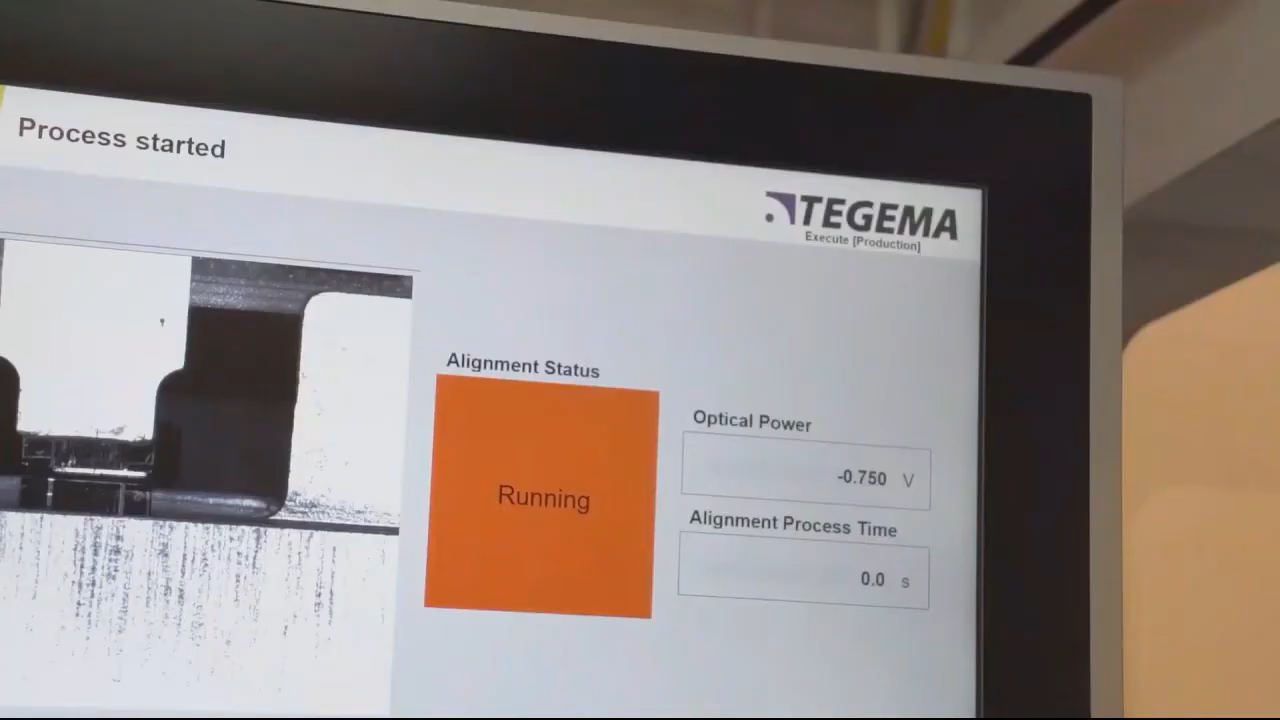 Process started
TEGEMA
Execute [Production]
Alignment Status
Running
Optical Power
-0.750 V
Alignment Process Time
0.0 s